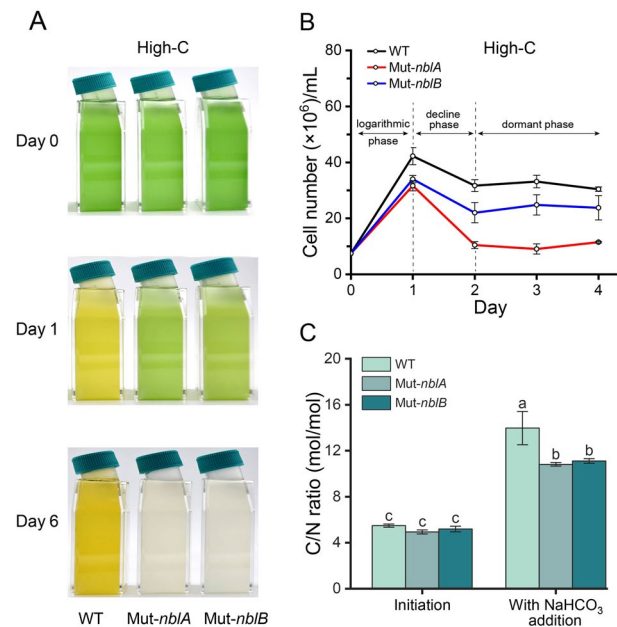 A
High-C
Day 0
Day 1
Day 6
WT Mut-nblA Mut-nblB
B
High-C
WT
Mut-nblA
Mut-nblB
logarithmic
phase
decline
phase
dormant phase
Cell number (×10⁶)/mL
80
60
40
20
0
0 1 2 3 4
Day
C
WT
Mut-nblA
Mut-nblB
C/N ratio (mol/mol)
20
16
12
8
4
0
c c c
a b b
Initiation
With NaHCO₃
addition